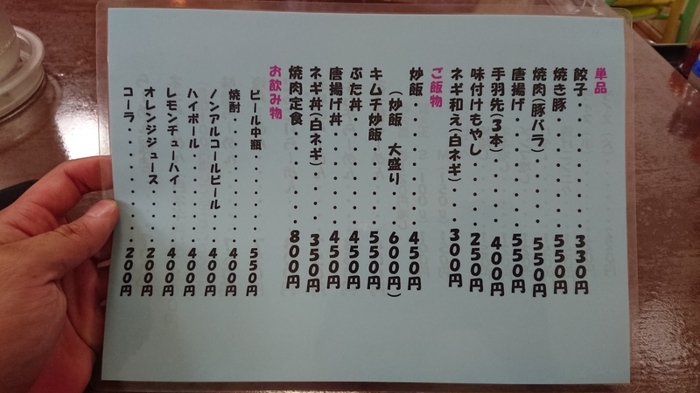 単品
餃子・・・・・・・・330円
焼き豚・・・・・・・550円
焼肉(豚バラ)・・・・550円
唐揚げ・・・・・・・550円
手羽先(3本)・・・・400円
味付けもやし・・・・250円
ネギ和え(白ネギ)・・・300円
ご飯物
炒飯・・・・・・・・450円
(炒飯 大盛り・・・600円)
キムチ炒飯・・・・・550円
ぶた丼・・・・・・・450円
唐揚げ丼・・・・・・450円
ネギ丼(白ネギ)・・・350円
焼肉定食・・・・・・800円
お飲み物
ビール中瓶・・・・・・550円
焼酎・・・・・・・・・400円
ノンアルコールビール・・400円
ハイボール・・・・・・400円
レモンチューハイ・・・・400円
オレンジジュース・・・・200円
コーラ・・・・・・・・200円